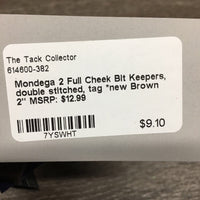 The Tack Collector
614600-382
Mondega 2 Full Cheek Bit Keepers,
double stitched, tag *new Brown
2" MSRP: $12.99
7YSWHT
$9.10